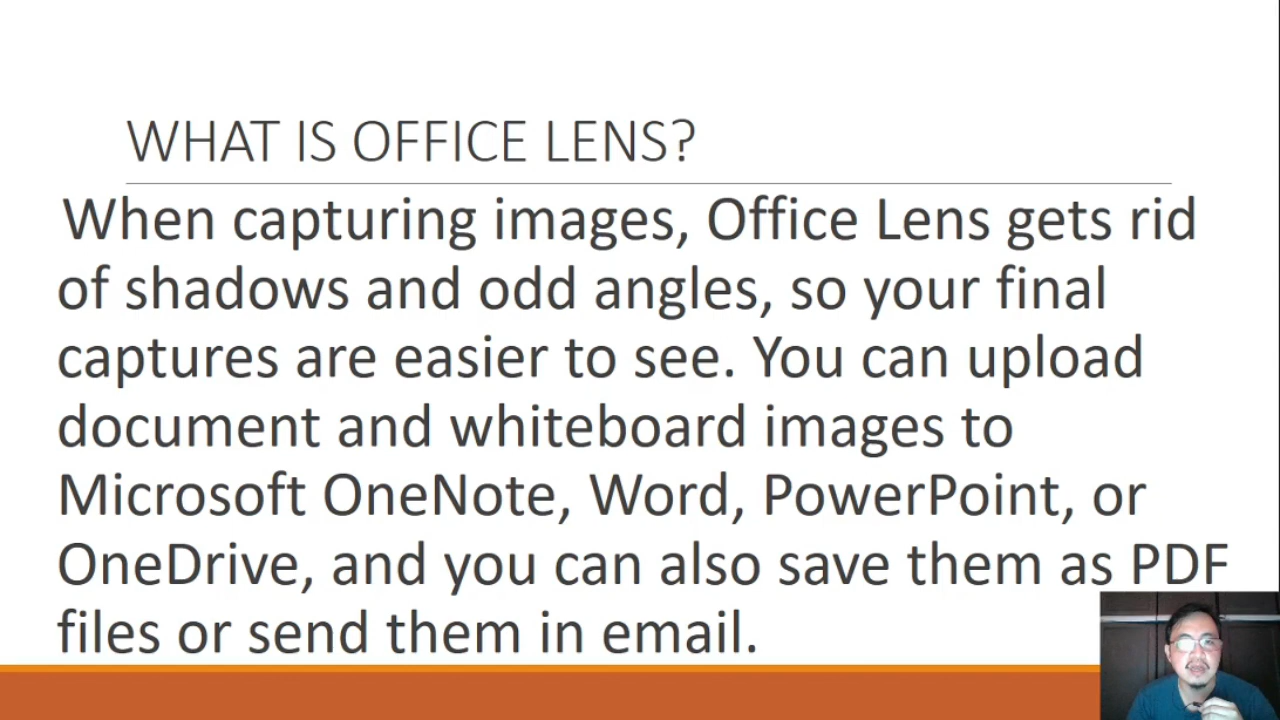 WHAT IS OFFICE LENS?
When capturing images, Office Lens gets rid
of shadows and odd angles, so your final
captures are easier to see. You can upload
document and whiteboard images to
Microsoft OneNote, Word, PowerPoint, or
OneDrive, and you can also save them as PDF
files or send them in email.